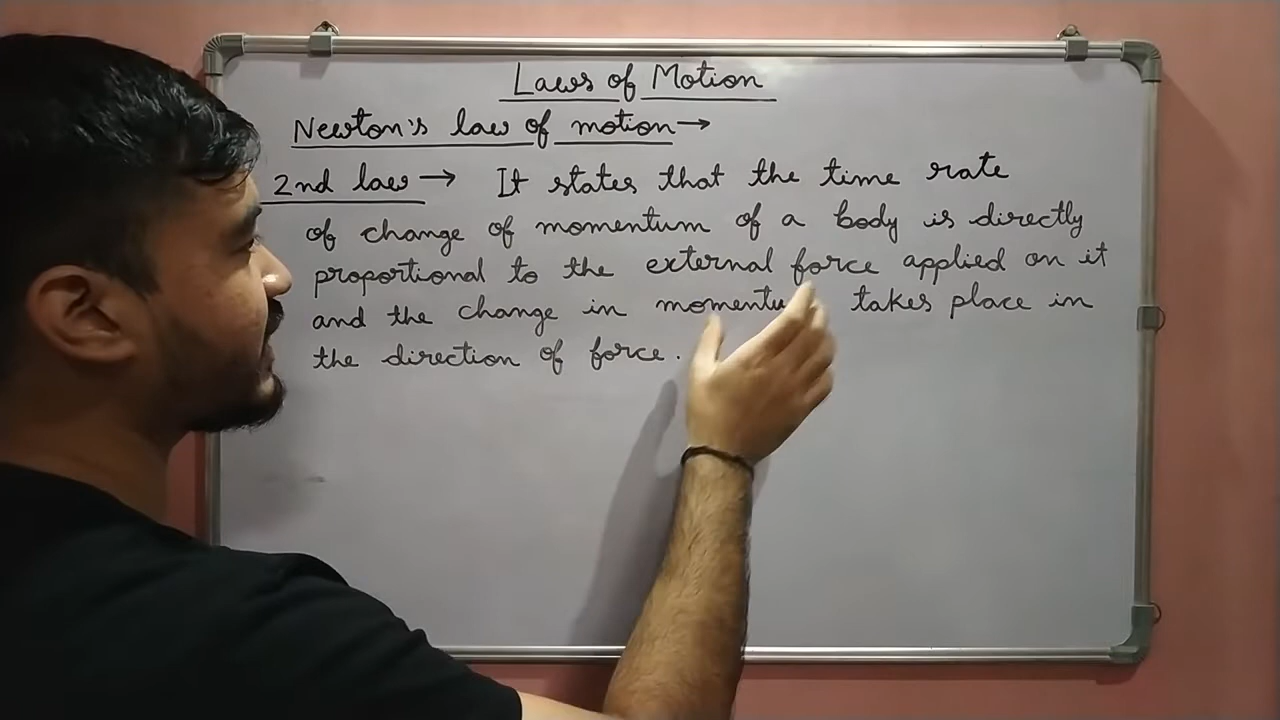 Laws of Motion
Newton's law of motion→
2nd law → It states that the time rate
of change of momentum of a body is directly
proportional to the external force applied on it
and the change in momentu takes place in
the direction of force.